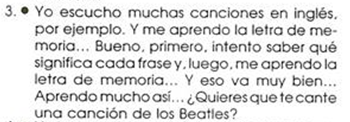 3. ● Yo escucho muchas canciones en inglés,
por ejemplo. Y me aprendo la letra de me-
moria... Bueno, primero, intento saber qué
significa cada frase y, luego, me aprendo la
letra de memoria... Y eso va muy bien...
Aprendo mucho así... ¿Quieres que te cante
una canción de los Beatles?